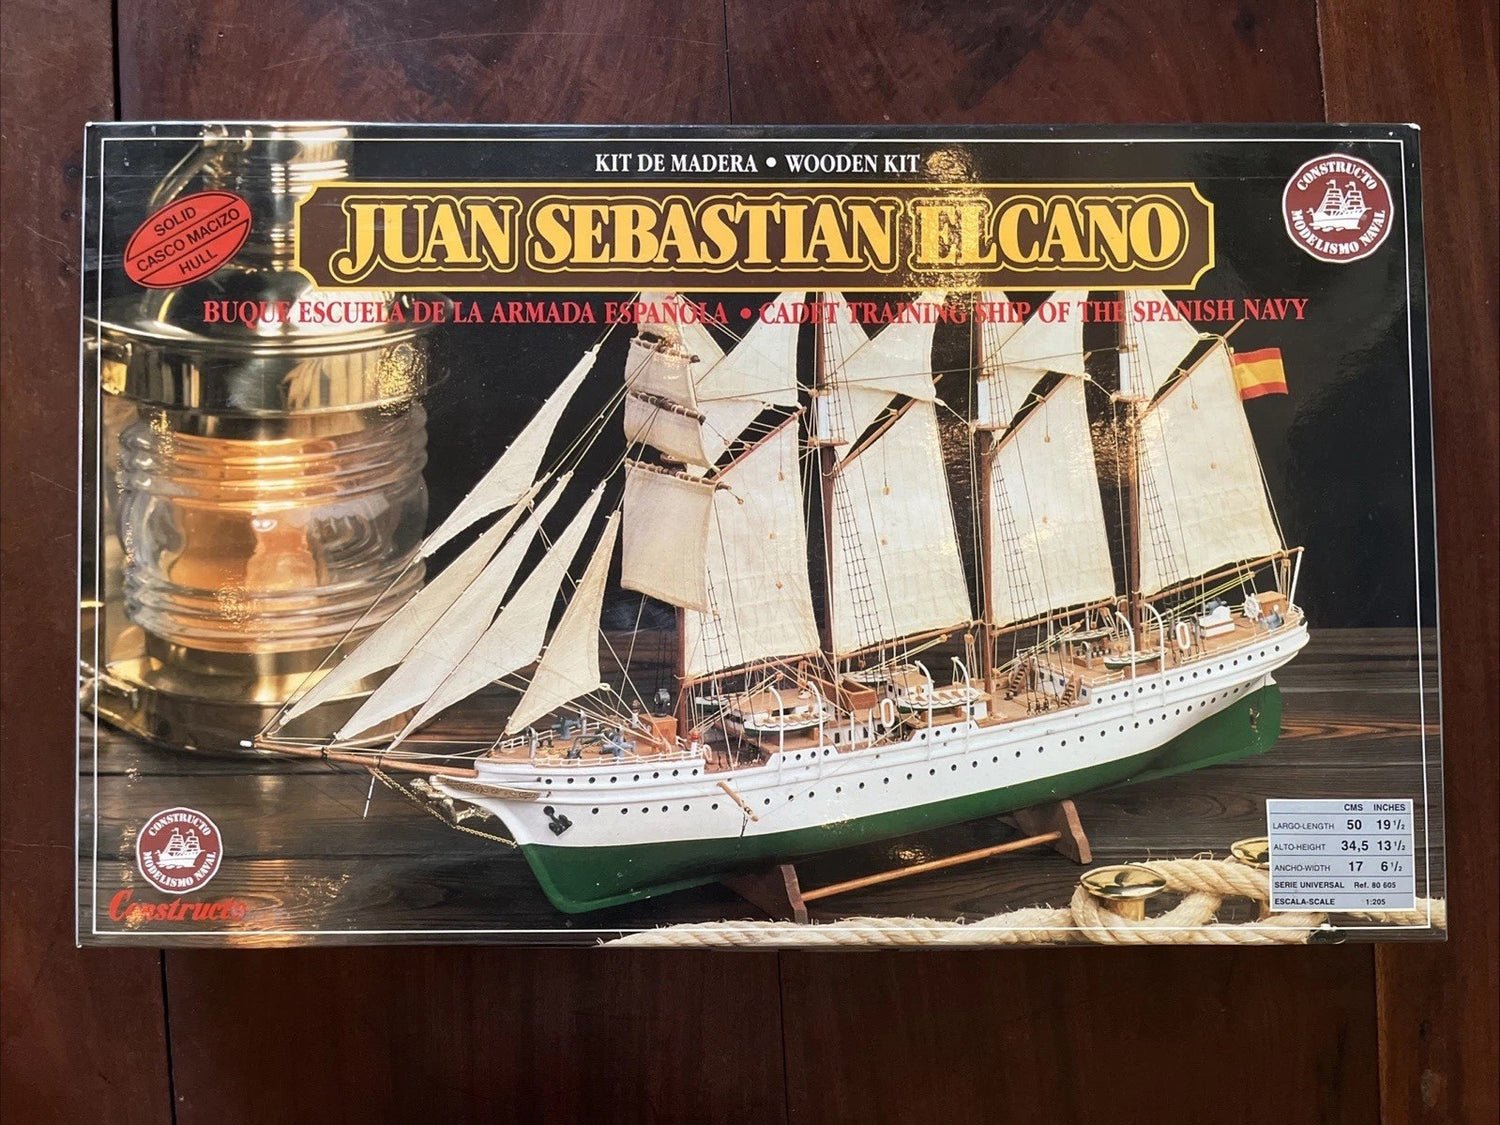 KIT DE MADERA • WOODEN KIT
SOLID
CASCO MACIZO
HULL
JUAN SEBASTIAN ELCANO
CONSTRUCTO
MODELISMO NAVAL
BUQUE ESCUELA DE LA ARMADA ESPAÑOLA • CADET TRAINING SHIP OF THE SPANISH NAVY
CONSTRUCTO
MODELISMO NAVAL
Constructo
CMS INCHES
LARGO-LENGTH 50 19 1/2
ALTO-HEIGHT 34,5 13 1/2
ANCHO-WIDTH 17 6 1/2
SERIE UNIVERSAL Ref. 80 605
ESCALA-SCALE 1:205